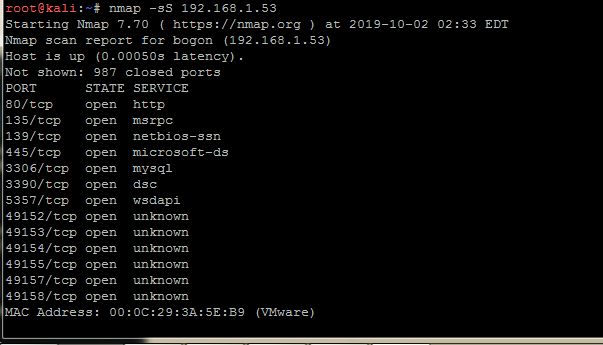 root@kali:~# nmap -sS 192.168.1.53
Starting Nmap 7.70 ( https://nmap.org ) at 2019-10-02 02:33 EDT
Nmap scan report for bogon (192.168.1.53)
Host is up (0.00050s latency).
Not shown: 987 closed ports
PORT      STATE SERVICE
80/tcp    open  http
135/tcp   open  msrpc
139/tcp   open  netbios-ssn
445/tcp   open  microsoft-ds
3306/tcp  open  mysql
3390/tcp  open  dsc
5357/tcp  open  wsdapi
49152/tcp open  unknown
49153/tcp open  unknown
49154/tcp open  unknown
49155/tcp open  unknown
49157/tcp open  unknown
49158/tcp open  unknown
MAC Address: 00:0C:29:3A:5E:B9 (VMware)